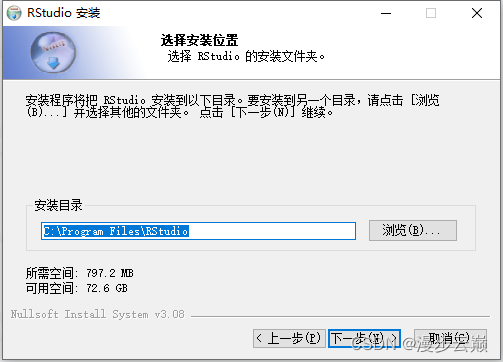 RStudio 安装
选择安装位置
选择 RStudio 的安装文件夹。
安装程序将把 RStudio 安装到以下目录。要安装到另一个目录，请点击 [浏览
(B)...] 并选择其他的文件夹。 点击 [下一步(N)] 继续。
安装目录
C:\Program Files\RStudio
浏览(B)...
所需空间: 797.2 MB
可用空间: 72.6 GB
Nullsoft Install System v3.08
< 上一步(P)
下一步(N) >
取消(C)
CSDN @漫步云巅